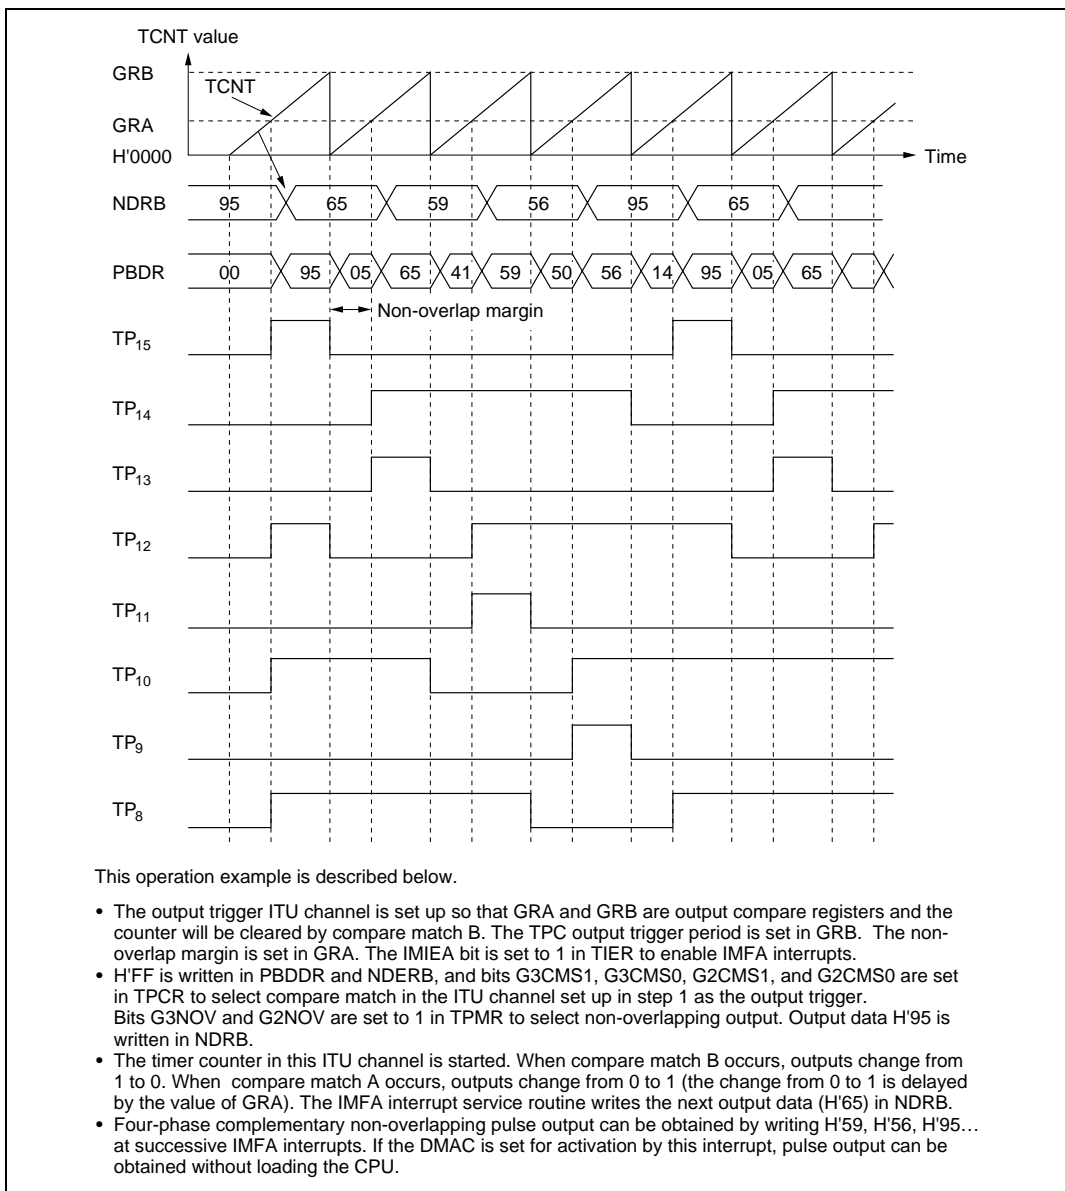 TCNT value
GRB
TCNT
GRA
H'0000
Time
NDRB 95 65 59 56 95 65
PBDR 00 95 05 65 41 59 50 56 14 95 05 65
Non-overlap margin
TP15
TP14
TP13
TP12
TP11
TP10
TP9
TP8
This operation example is described below.
• The output trigger ITU channel is set up so that GRA and GRB are output compare registers and the
counter will be cleared by compare match B. The TPC output trigger period is set in GRB. The non-
overlap margin is set in GRA. The IMIEA bit is set to 1 in TIER to enable IMFA interrupts.
• H'FF is written in PBDDR and NDERB, and bits G3CMS1, G3CMS0, G2CMS1, and G2CMS0 are set
in TPCR to select compare match in the ITU channel set up in step 1 as the output trigger.
Bits G3NOV and G2NOV are set to 1 in TPMR to select non-overlapping output. Output data H'95 is
written in NDRB.
• The timer counter in this ITU channel is started. When compare match B occurs, outputs change from
1 to 0. When compare match A occurs, outputs change from 0 to 1 (the change from 0 to 1 is delayed
by the value of GRA). The IMFA interrupt service routine writes the next output data (H'65) in NDRB.
• Four-phase complementary non-overlapping pulse output can be obtained by writing H'59, H'56, H'95…
at successive IMFA interrupts. If the DMAC is set for activation by this interrupt, pulse output can be
obtained without loading the CPU.